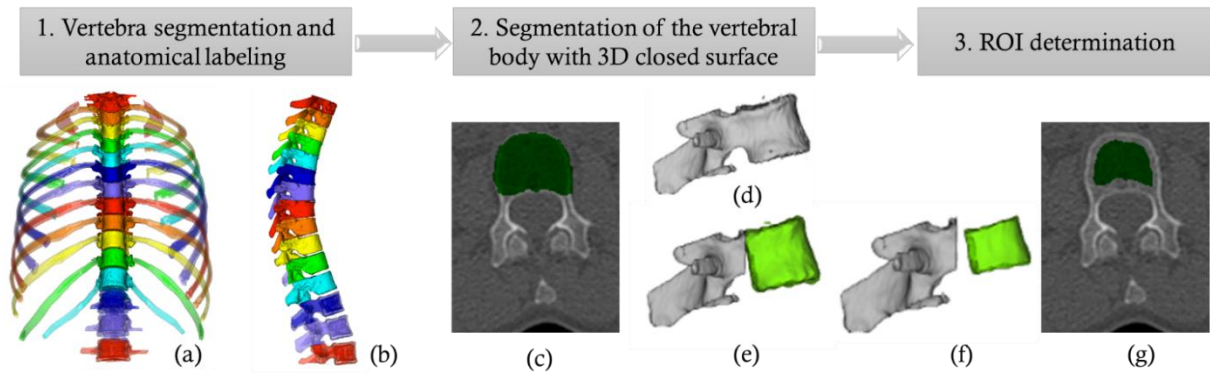 1. Vertebra segmentation and
anatomical labeling
2. Segmentation of the vertebral
body with 3D closed surface
3. ROI determination
(a)
(b)
(c)
(d)
(e)
(f)
(g)